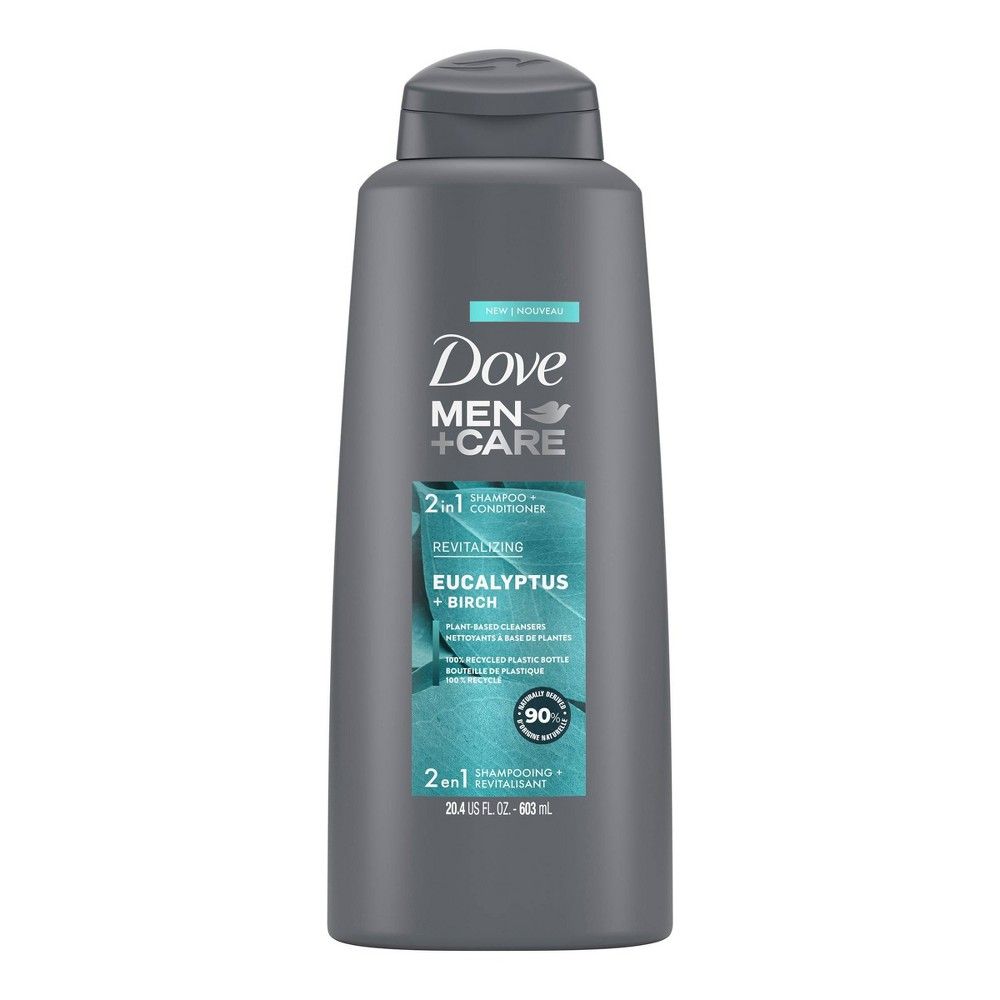 NEW | NOUVEAU
Dove
MEN
+CARE
2in1 SHAMPOO +
CONDITIONER
REVITALIZING
EUCALYPTUS
+ BIRCH
PLANT-BASED CLEANSERS
NETTOYANTS À BASE DE PLANTES
100% RECYCLED PLASTIC BOTTLE
BOUTEILLE DE PLASTIQUE
100 % RECYCLÉ
NATURALLY DERIVED
90%
D'ORIGINE NATURELLE
2en1 SHAMPOOING +
REVITALISANT
20.4 US FL. OZ. - 603 mL